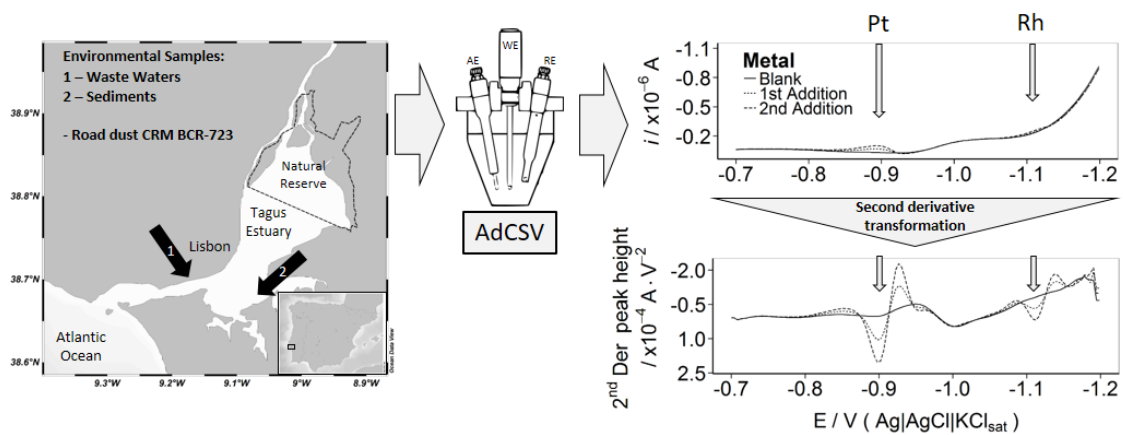 Environmental Samples:
1 – Waste Waters
2 – Sediments
- Road dust CRM BCR-723
38.9°N
38.8°N
38.7°N
38.6°N
9.3°W
9.2°W
9.1°W
9°W
8.9°W
Natural
Reserve
Tagus
Estuary
Lisbon
1
2
Atlantic
Ocean
Ocean Data View
AE
WE
RE
AdCSV
Pt
Rh
i / x10⁻⁶ A
-1.1
-0.8
-0.5
-0.2
Metal
Blank
1st Addition
2nd Addition
-0.7
-0.8
-0.9
-1.0
-1.1
-1.2
Second derivative
transformation
2ⁿᵈ Der peak height
/ x10⁻⁴ A·V⁻²
-2.0
-0.5
1.0
2.5
-0.7
-0.8
-0.9
-1.0
-1.1
-1.2
E / V ( Ag|AgCl||KClsat)